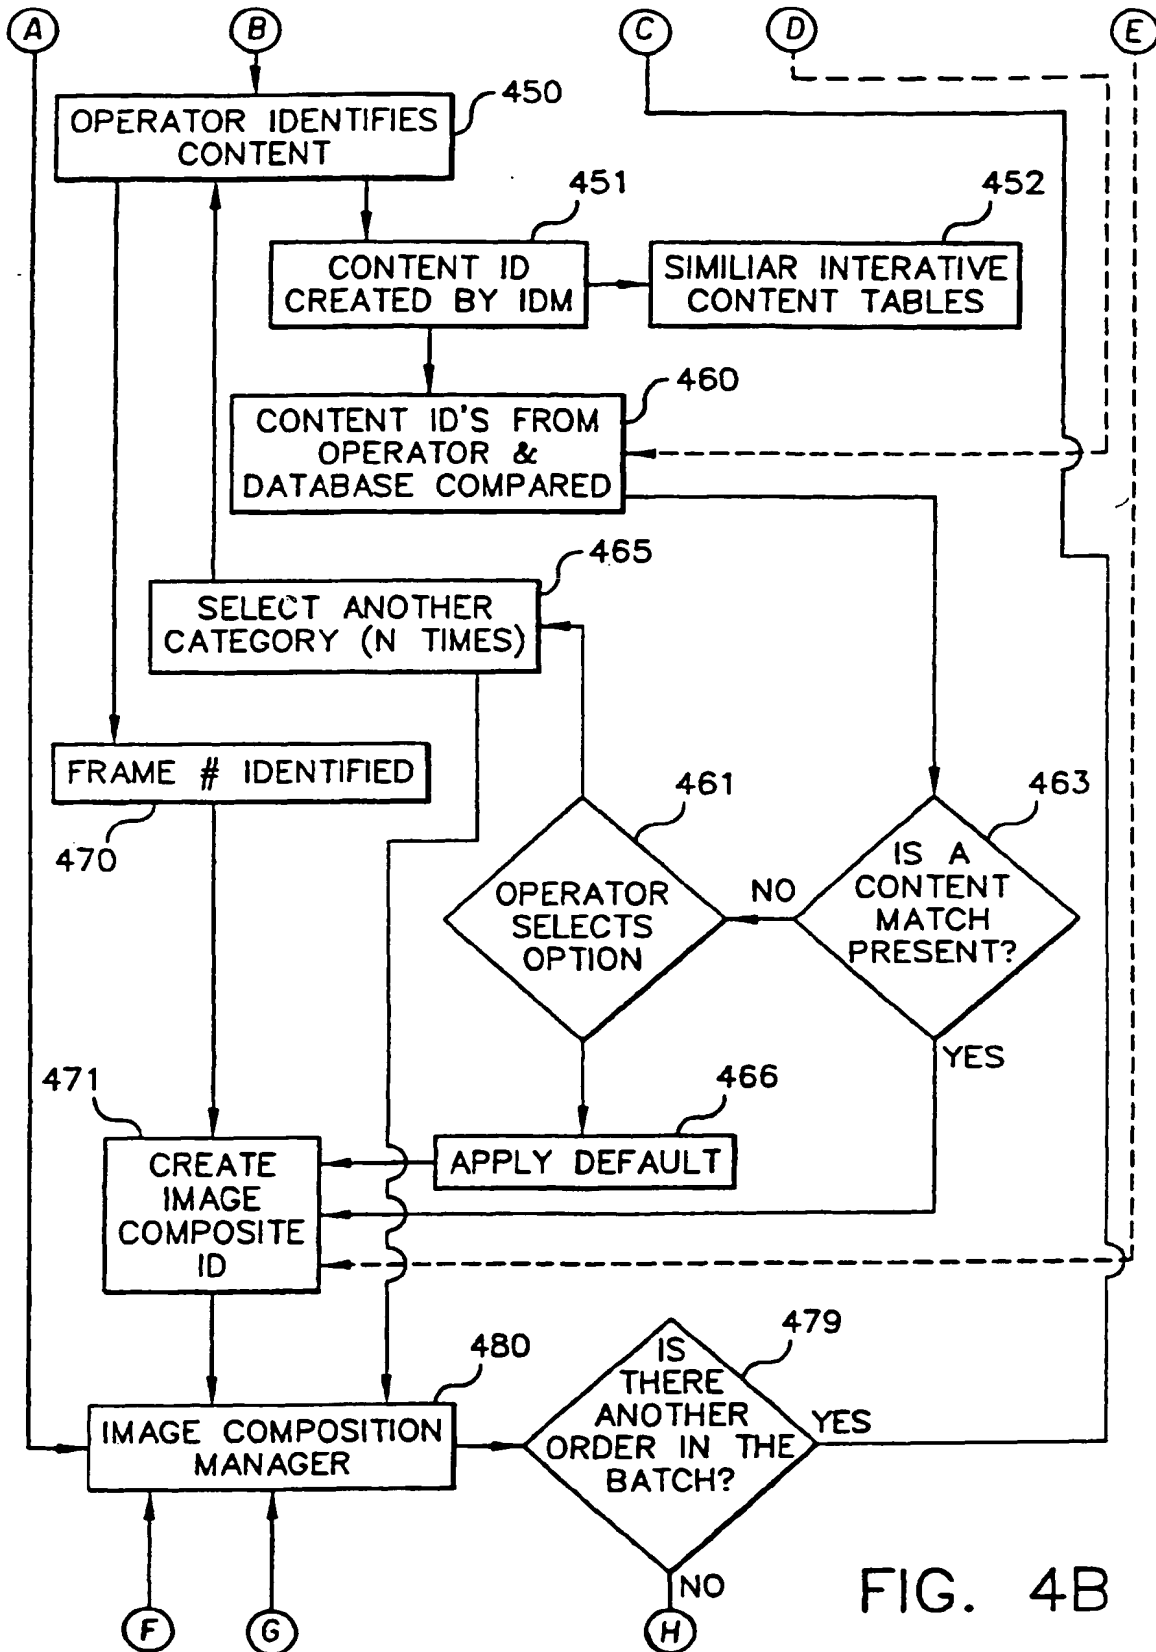 A
B
C
D
E
450
OPERATOR IDENTIFIES
CONTENT
451
CONTENT ID
CREATED BY IDM
452
SIMILIAR INTERATIVE
CONTENT TABLES
460
CONTENT ID'S FROM
OPERATOR &
DATABASE COMPARED
465
SELECT ANOTHER
CATEGORY (N TIMES)
FRAME # IDENTIFIED
470
461
OPERATOR
SELECTS
OPTION
NO
463
IS A
CONTENT
MATCH
PRESENT?
YES
471
CREATE
IMAGE
COMPOSITE
ID
466
APPLY DEFAULT
480
IMAGE COMPOSITION
MANAGER
479
IS
THERE
ANOTHER
ORDER IN THE
BATCH?
YES
NO
F
G
H
FIG. 4B